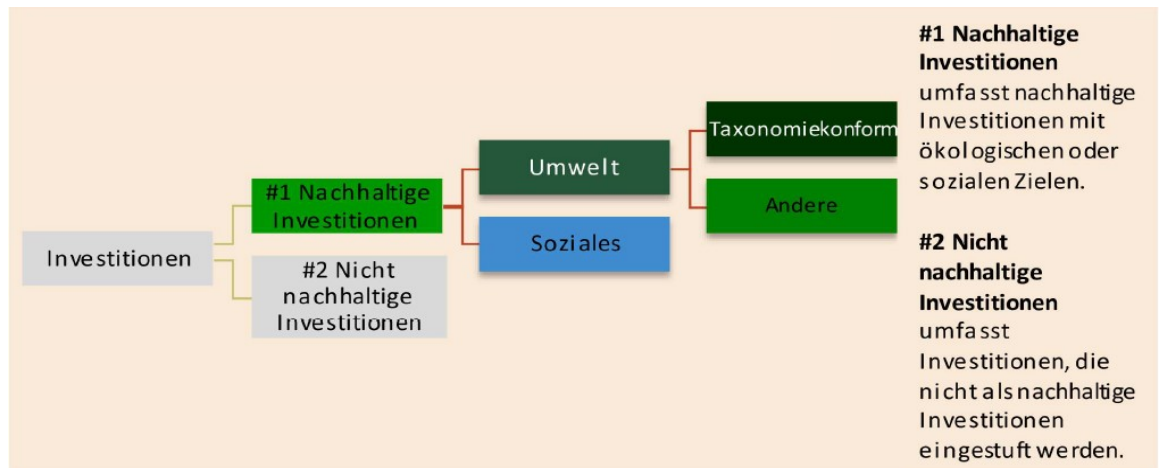 Investitionen
#1 Nachhaltige
Investitionen
#2 Nicht
nachhaltige
Investitionen
Umwelt
Soziales
Taxonomiekonform
Andere
#1 Nachhaltige
Investitionen
umfasst nachhaltige
Investitionen mit
ökologischen oder
sozialen Zielen.
#2 Nicht
nachhaltige
Investitionen
umfasst
Investitionen, die
nicht als nachhaltige
Investitionen
eingestuft werden.